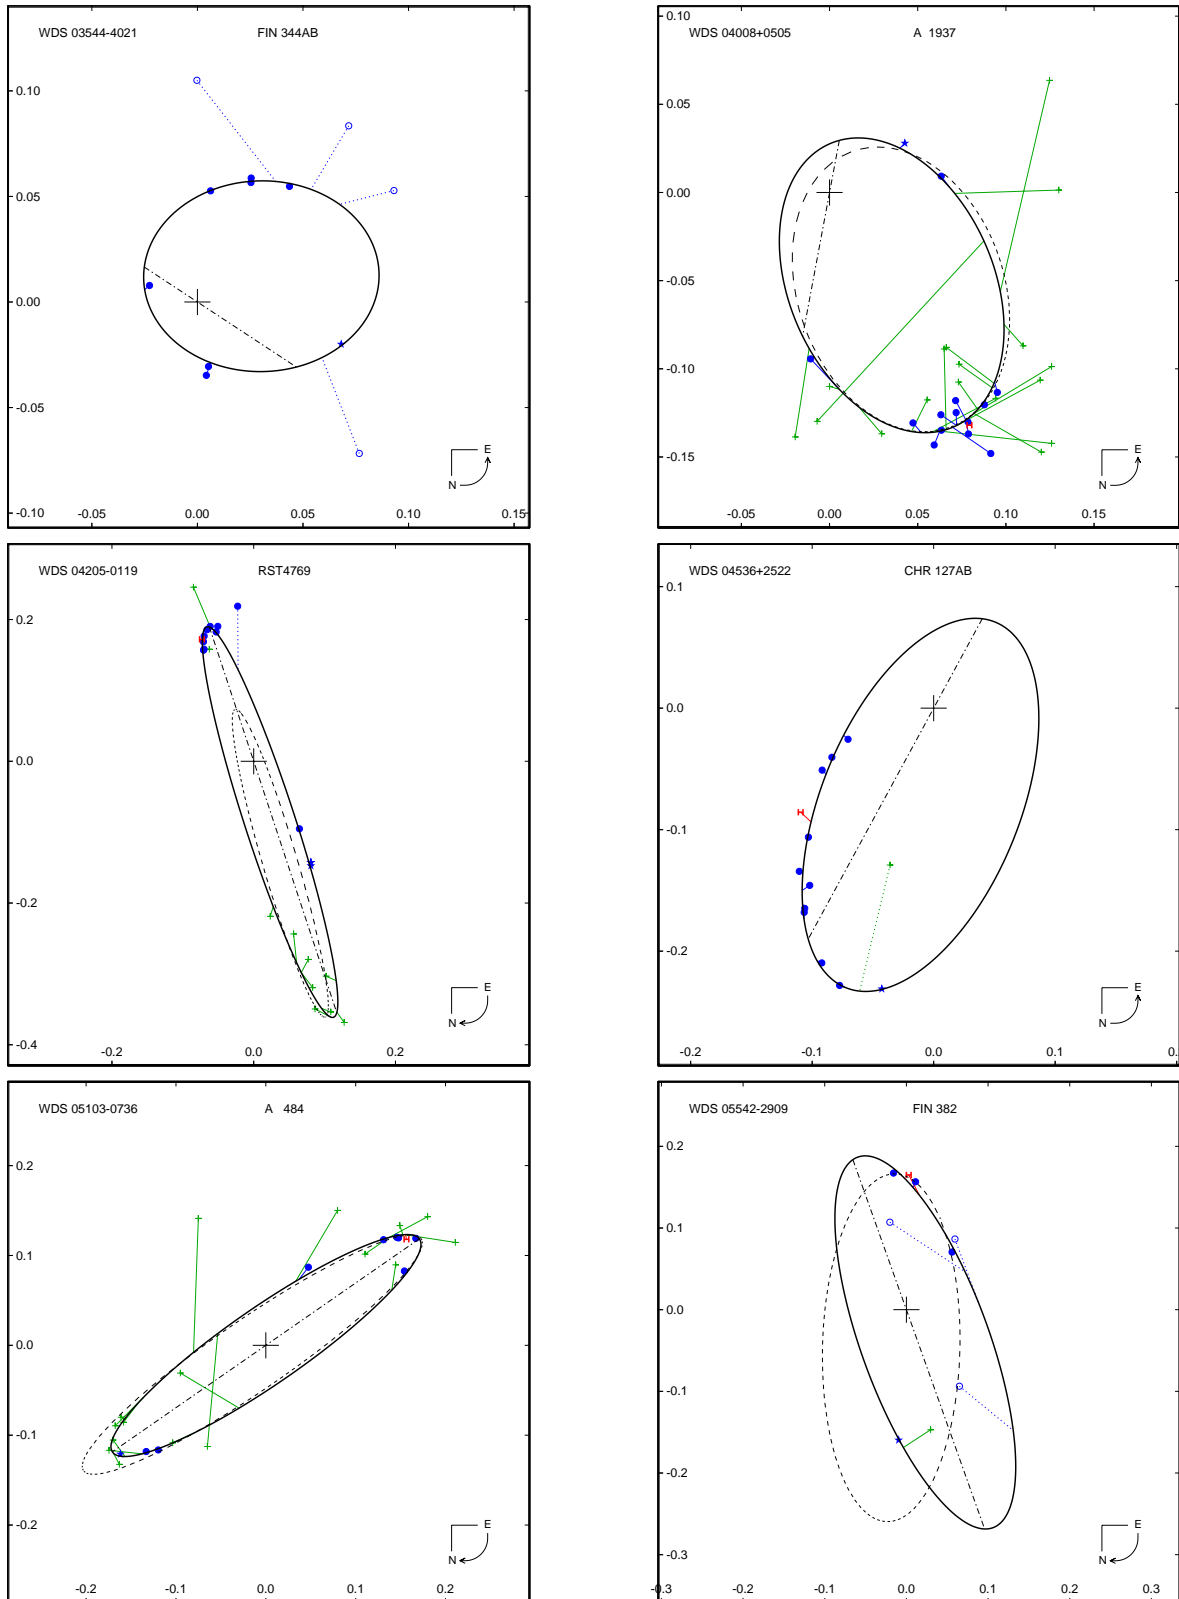 WDS 03544-4021 FIN 344AB
0.10
0.05
0.00
-0.05
-0.10
-0.05 0.00 0.05 0.10 0.15
E
N
WDS 04008+0505 A 1937
0.10
0.05
0.00
-0.05
-0.10
-0.15
-0.05 0.00 0.05 0.10 0.15
E
N
WDS 04205-0119 RST4769
0.2
0.0
-0.2
-0.4
-0.2 0.0 0.2
E
N
WDS 04536+2522 CHR 127AB
0.1
0.0
-0.1
-0.2
-0.2 -0.1 0.0 0.1 0.2
E
N
WDS 05103-0736 A 484
0.2
0.1
0.0
-0.1
-0.2
-0.2 -0.1 0.0 0.1 0.2
E
N
WDS 05542-2909 FIN 382
0.2
0.1
0.0
-0.1
-0.2
-0.3
-0.3 -0.2 -0.1 0.0 0.1 0.2 0.3
E
N